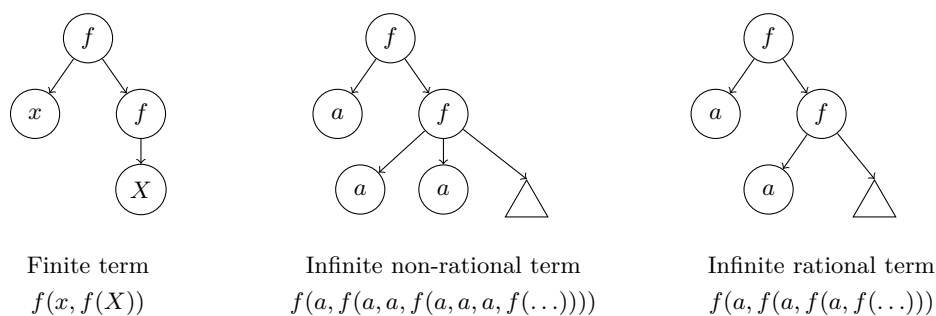 f f f
x f a f a f
X a a a
Finite term Infinite non-rational term Infinite rational term
f(x, f(X)) f(a, f(a, a, f(a, a, a, f(...)))) f(a, f(a, f(a, f(...))))